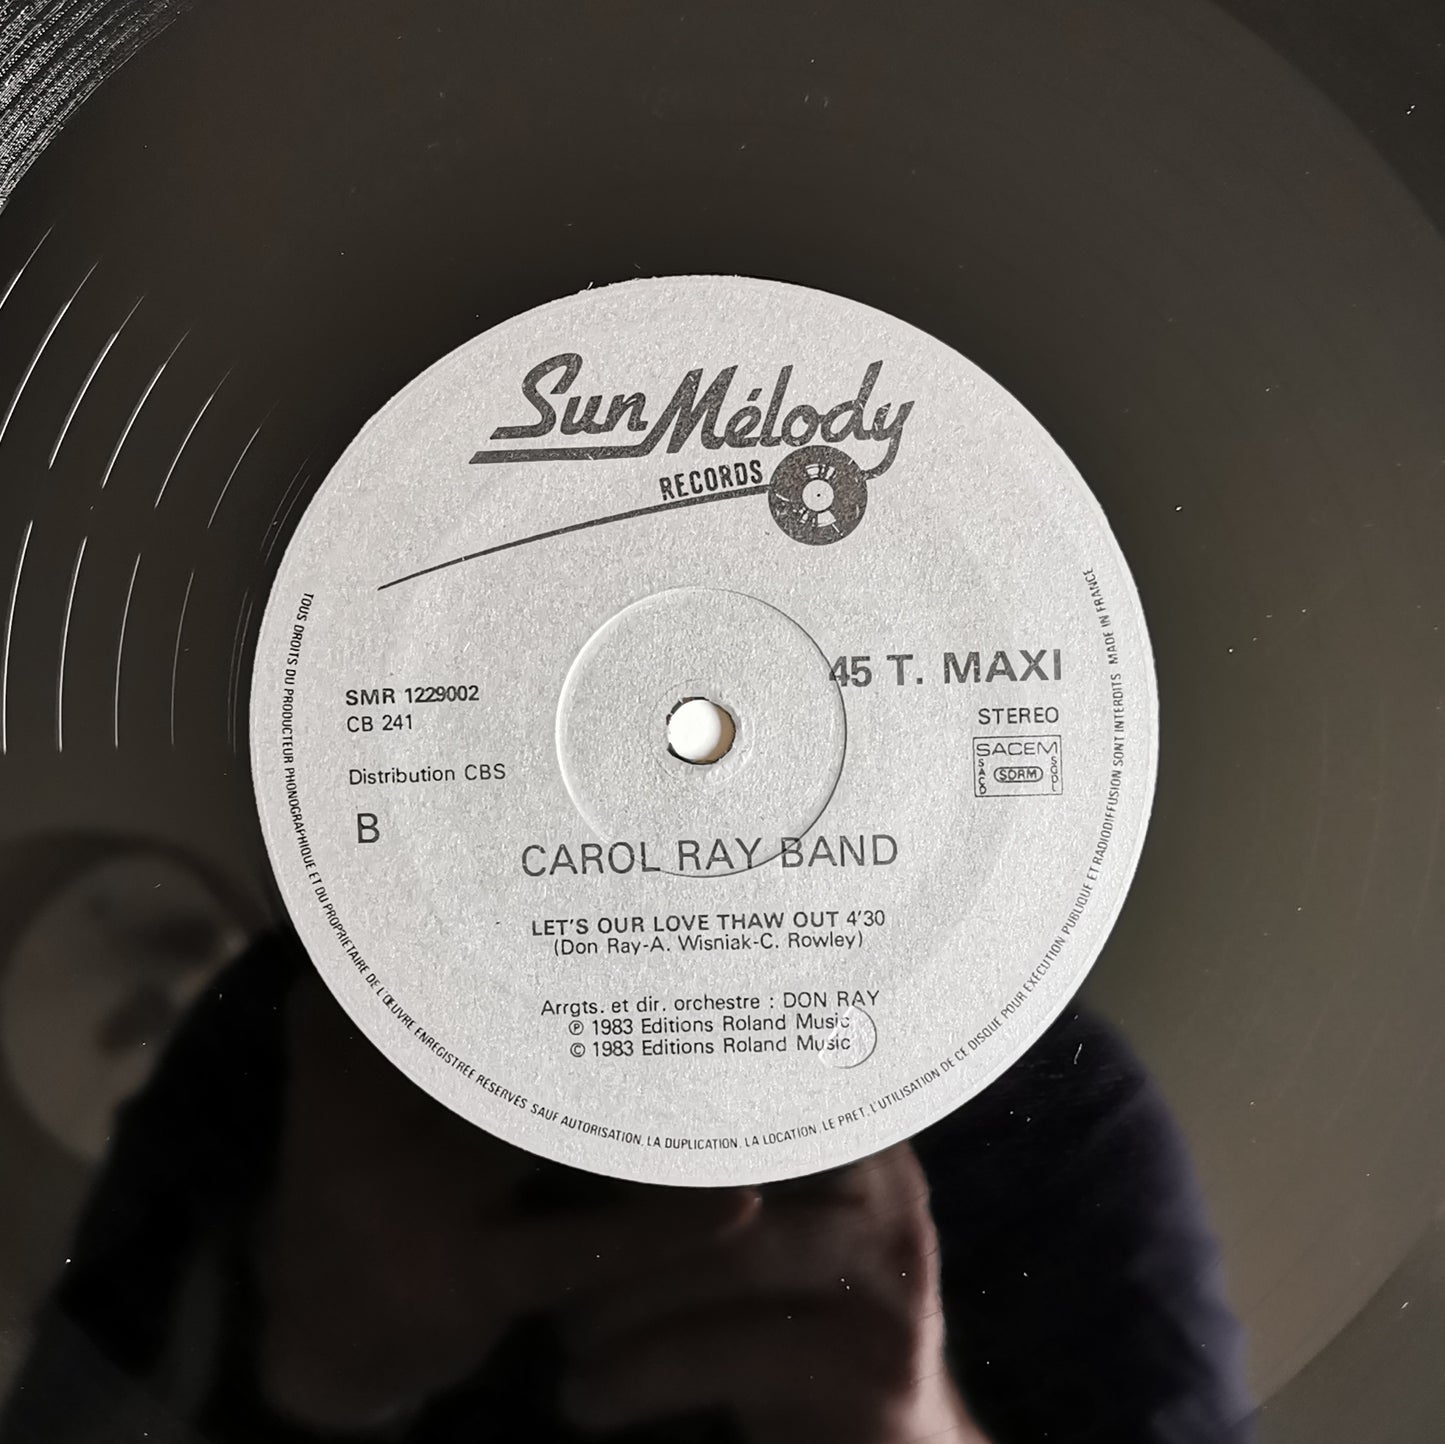 Sun Mélody
RECORDS
45 T. MAXI
SMR 1229002
CB 241
STEREO
SACEM
SACD
SDRM
SGDL
Distribution CBS
B
CAROL RAY BAND
LET'S OUR LOVE THAW OUT 4'30
(Don Ray-A. Wisniak-C. Rowley)
Arrgts. et dir. orchestre : DON RAY
℗ 1983 Editions Roland Music
© 1983 Editions Roland Music
TOUS DROITS DU PRODUCTEUR PHONOGRAPHIQUE ET DU PROPRIETAIRE DE L'ŒUVRE ENREGISTREE RESERVES SAUF AUTORISATION, LA DUPLICATION, LA LOCATION, LE PRET, L'UTILISATION DE CE DISQUE POUR EXECUTION PUBLIQUE ET RADIODIFFUSION SONT INTERDITS MADE IN FRANCE